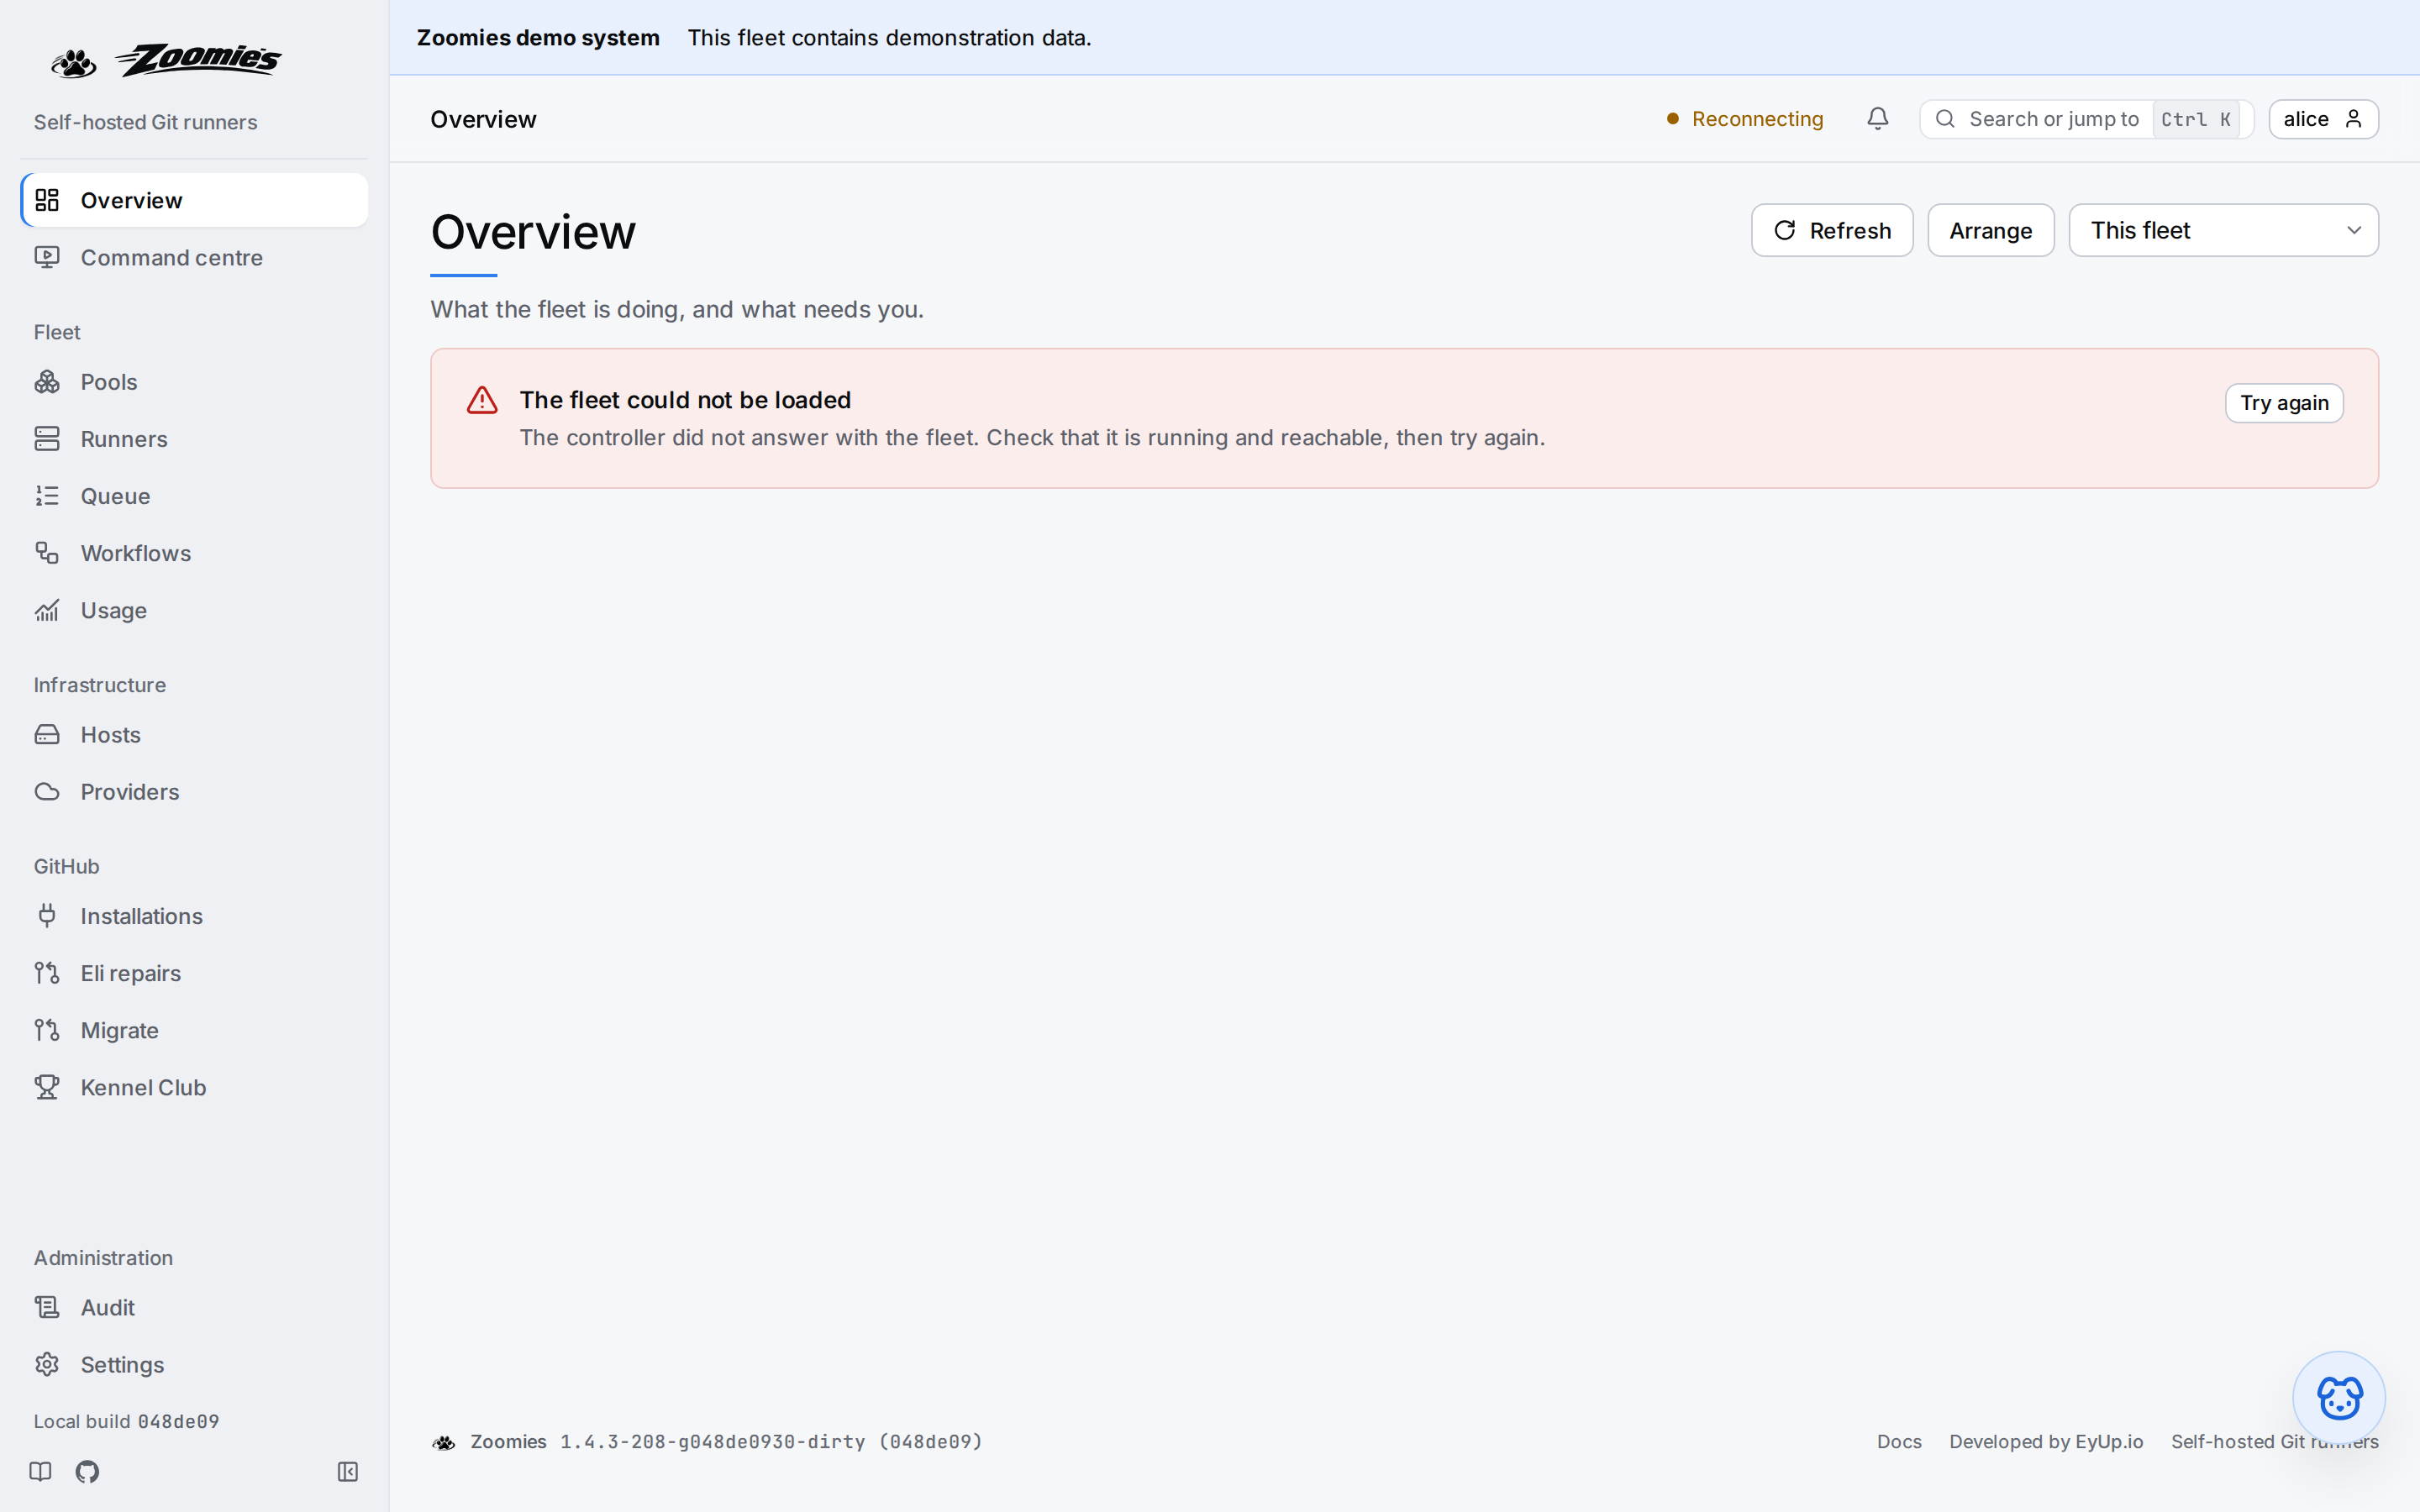 Zoomies
Self-hosted Git runners
Overview
Command centre
Fleet
Pools
Runners
Queue
Workflows
Usage
Infrastructure
Hosts
Providers
GitHub
Installations
Eli repairs
Migrate
Kennel Club
Administration
Audit
Settings
Local build 048de09
Zoomies demo system This fleet contains demonstration data.
Overview
Reconnecting
Search or jump to Ctrl K
alice
Overview
Refresh
Arrange
This fleet
What the fleet is doing, and what needs you.
The fleet could not be loaded
The controller did not answer with the fleet. Check that it is running and reachable, then try again.
Try again
Zoomies 1.4.3-208-g048de0930-dirty (048de09)
Docs
Developed by EyUp.io
Self-hosted Git runners